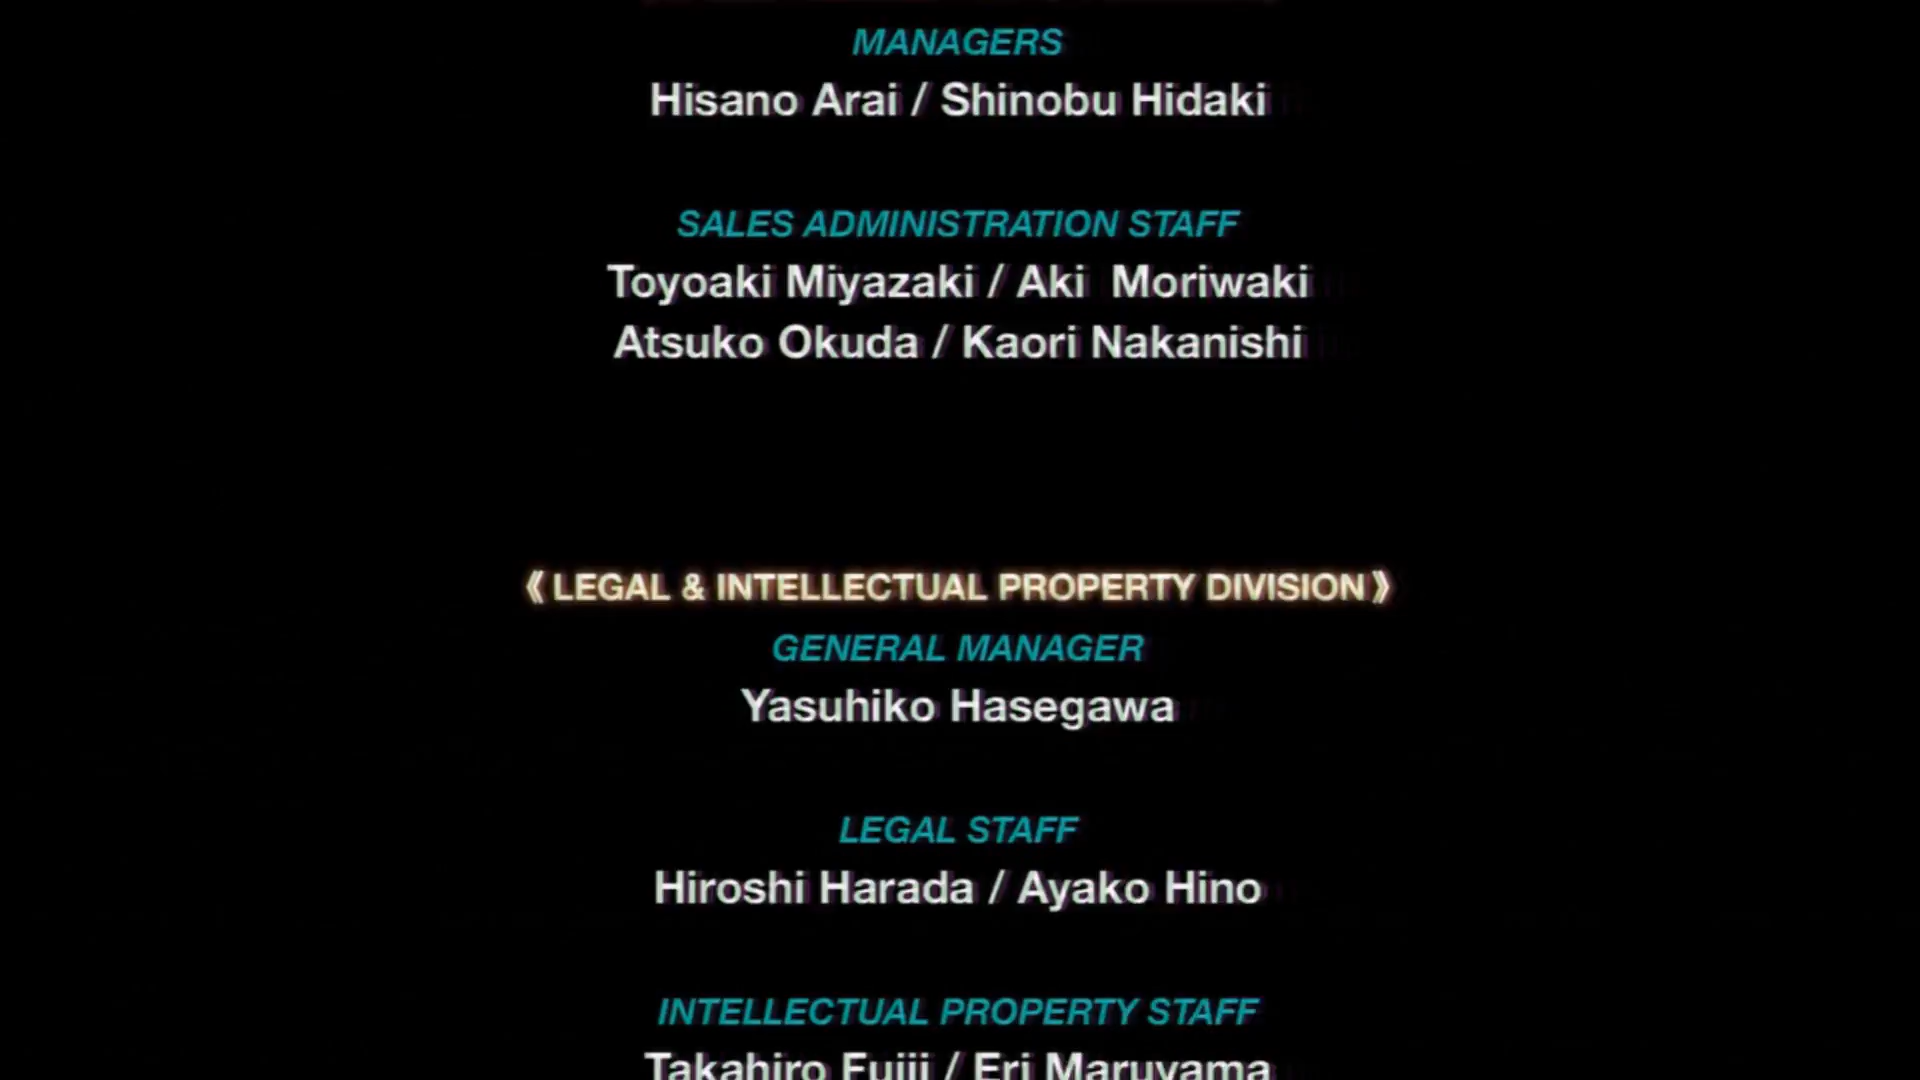 MANAGERS
Hisano Arai / Shinobu Hidaki
SALES ADMINISTRATION STAFF
Toyoaki Miyazaki / Aki  Moriwaki
Atsuko Okuda / Kaori Nakanishi
《LEGAL & INTELLECTUAL PROPERTY DIVISION》
GENERAL MANAGER
Yasuhiko Hasegawa
LEGAL STAFF
Hiroshi Harada / Ayako Hino
INTELLECTUAL PROPERTY STAFF
Takahiro Fujii / Eri Maruyama